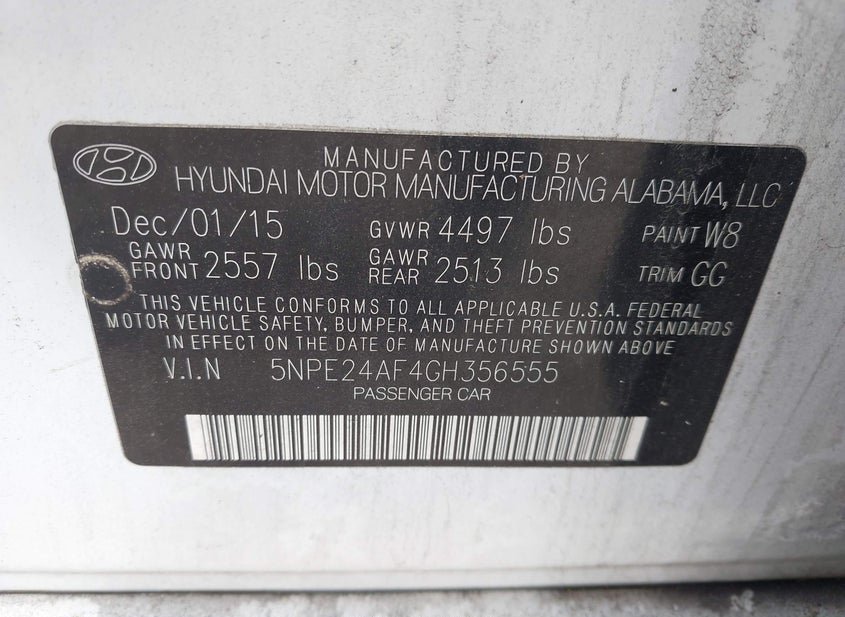 MANUFACTURED BY
HYUNDAI MOTOR MANUFACTURING ALABAMA, LLC
Dec/01/15 GVWR 4497 lbs PAINT W8
GAWR FRONT 2557 lbs GAWR REAR 2513 lbs TRIM GG
THIS VEHICLE CONFORMS TO ALL APPLICABLE U.S.A. FEDERAL
MOTOR VEHICLE SAFETY, BUMPER, AND THEFT PREVENTION STANDARDS
IN EFFECT ON THE DATE OF MANUFACTURE SHOWN ABOVE
V.I.N 5NPE24AF4GH356555
PASSENGER CAR